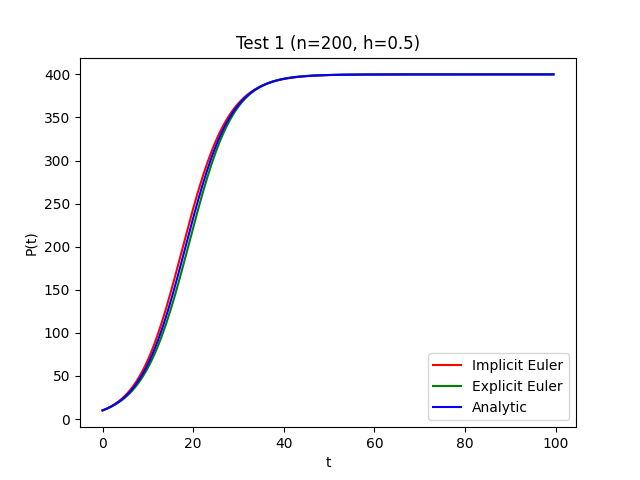 Test 1 (n=200, h=0.5)
P(t)
400
350
300
250
200
150
100
50
0
0 20 40 60 80 100
t
Implicit Euler
Explicit Euler
Analytic